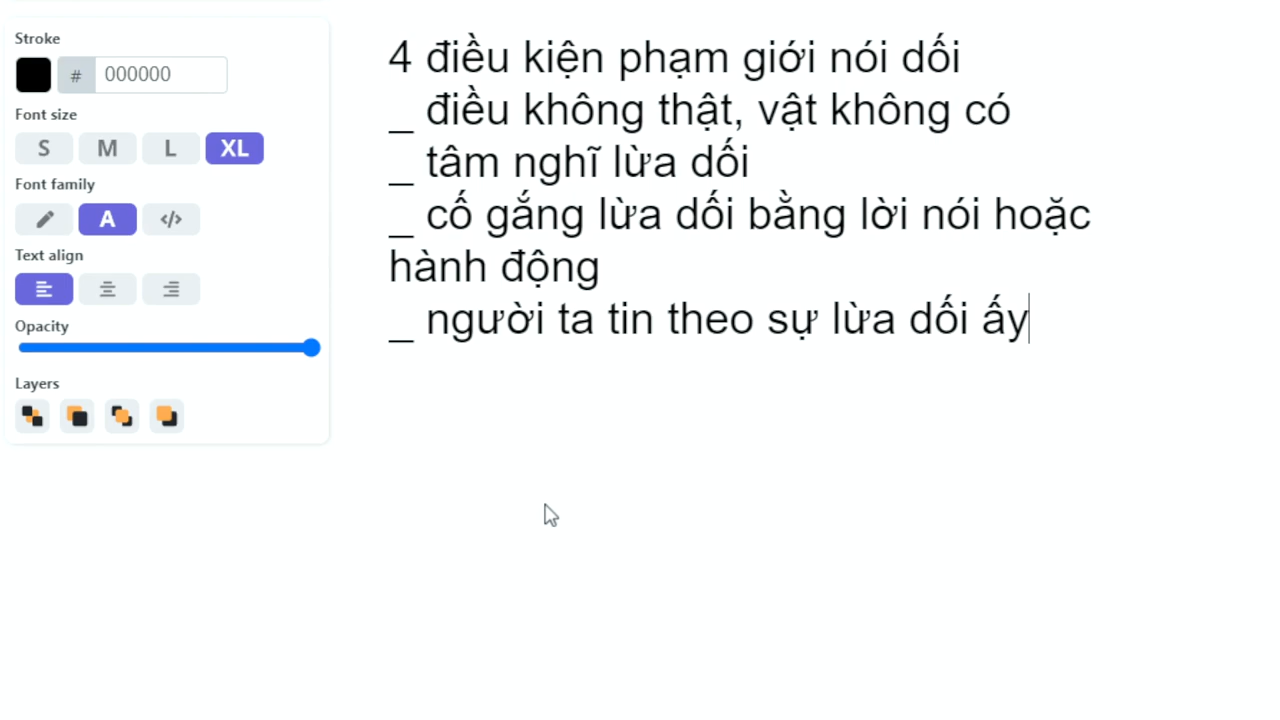 Stroke
# 000000
Font size
S M L XL
Font family
A </>
Text align
Opacity
Layers
4 điều kiện phạm giới nói dối
_ điều không thật, vật không có
_ tâm nghĩ lừa dối
_ cố gắng lừa dối bằng lời nói hoặc
hành động
_ người ta tin theo sự lừa dối ấy